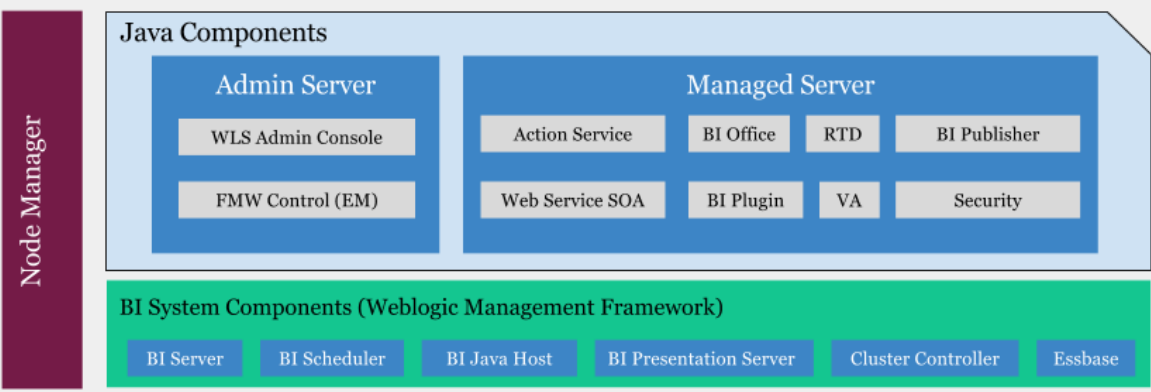 Node Manager
Java Components
Admin Server
WLS Admin Console
FMW Control (EM)
Managed Server
Action Service
BI Office
RTD
BI Publisher
Web Service SOA
BI Plugin
VA
Security
BI System Components (Weblogic Management Framework)
BI Server
BI Scheduler
BI Java Host
BI Presentation Server
Cluster Controller
Essbase